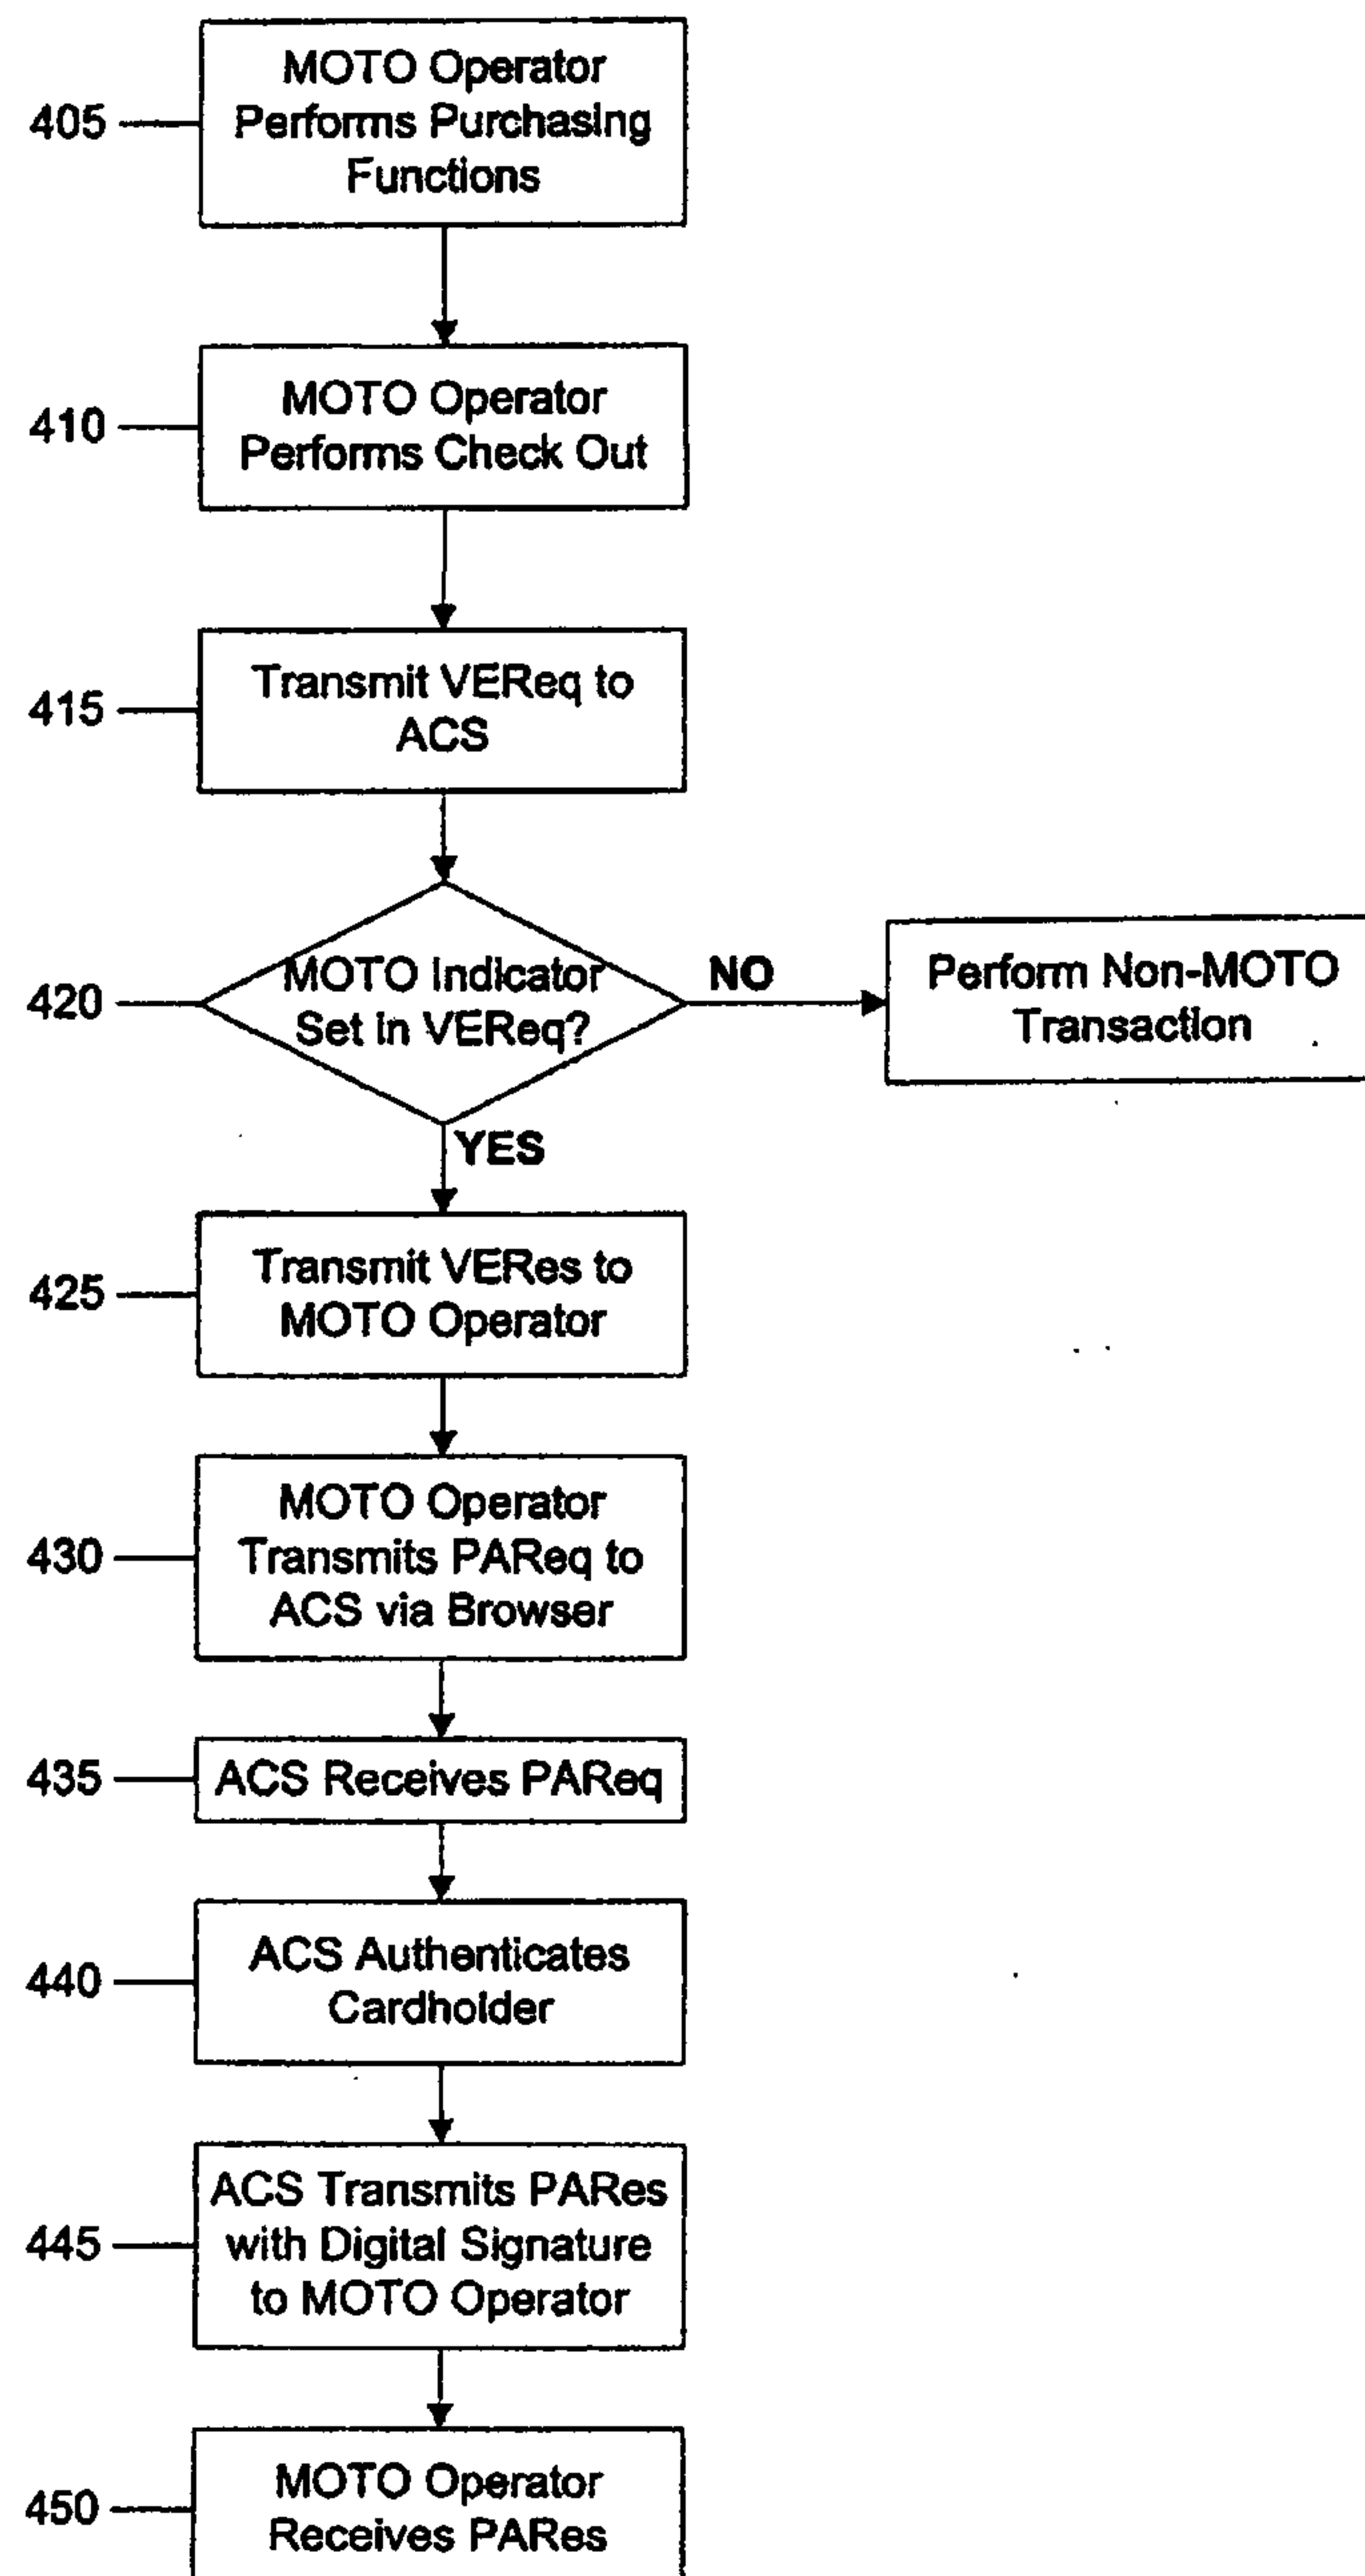 405
MOTO Operator
Performs Purchasing
Functions
410
MOTO Operator
Performs Check Out
415
Transmit VEReq to
ACS
420
MOTO Indicator
Set in VEReq?
NO
Perform Non-MOTO
Transaction
YES
425
Transmit VERes to
MOTO Operator
430
MOTO Operator
Transmits PAReq to
ACS via Browser
435
ACS Receives PAReq
440
ACS Authenticates
Cardholder
445
ACS Transmits PARes
with Digital Signature
to MOTO Operator
450
MOTO Operator
Receives PARes